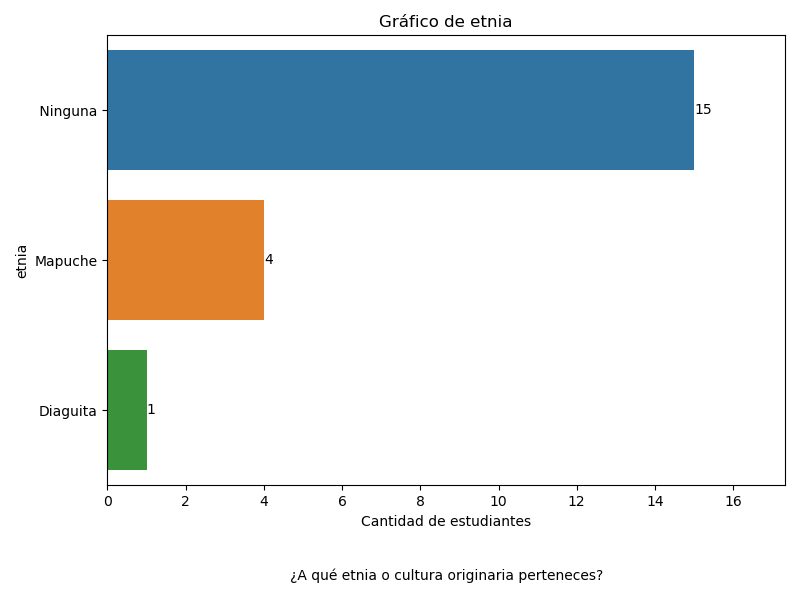 Gráfico de etnia
Ninguna
15
Mapuche
4
Diaguita
1
etnia
0 2 4 6 8 10 12 14 16
Cantidad de estudiantes
¿A qué etnia o cultura originaria perteneces?